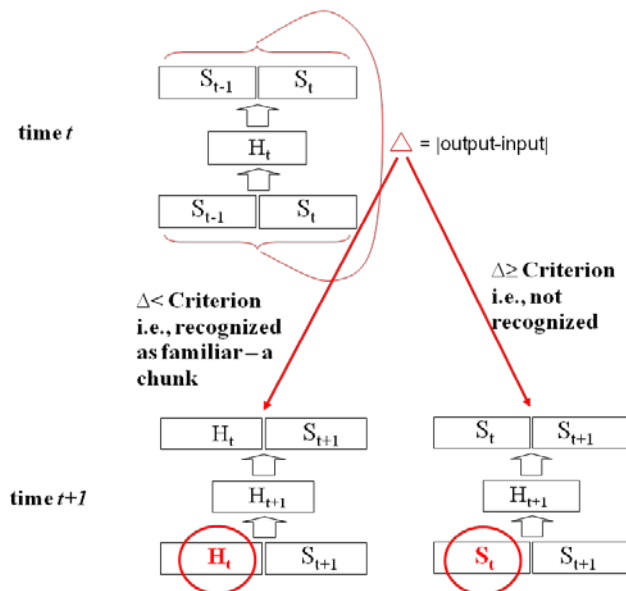 S_{t-1} S_t
time t
H_t
△ = |output-input|
S_{t-1} S_t
Δ≥ Criterion
i.e., not
recognized
Δ< Criterion
i.e., recognized
as familiar – a
chunk
H_t S_{t+1}
S_t S_{t+1}
time t+1
H_{t+1}
H_{t+1}
H_t S_{t+1}
S_t S_{t+1}